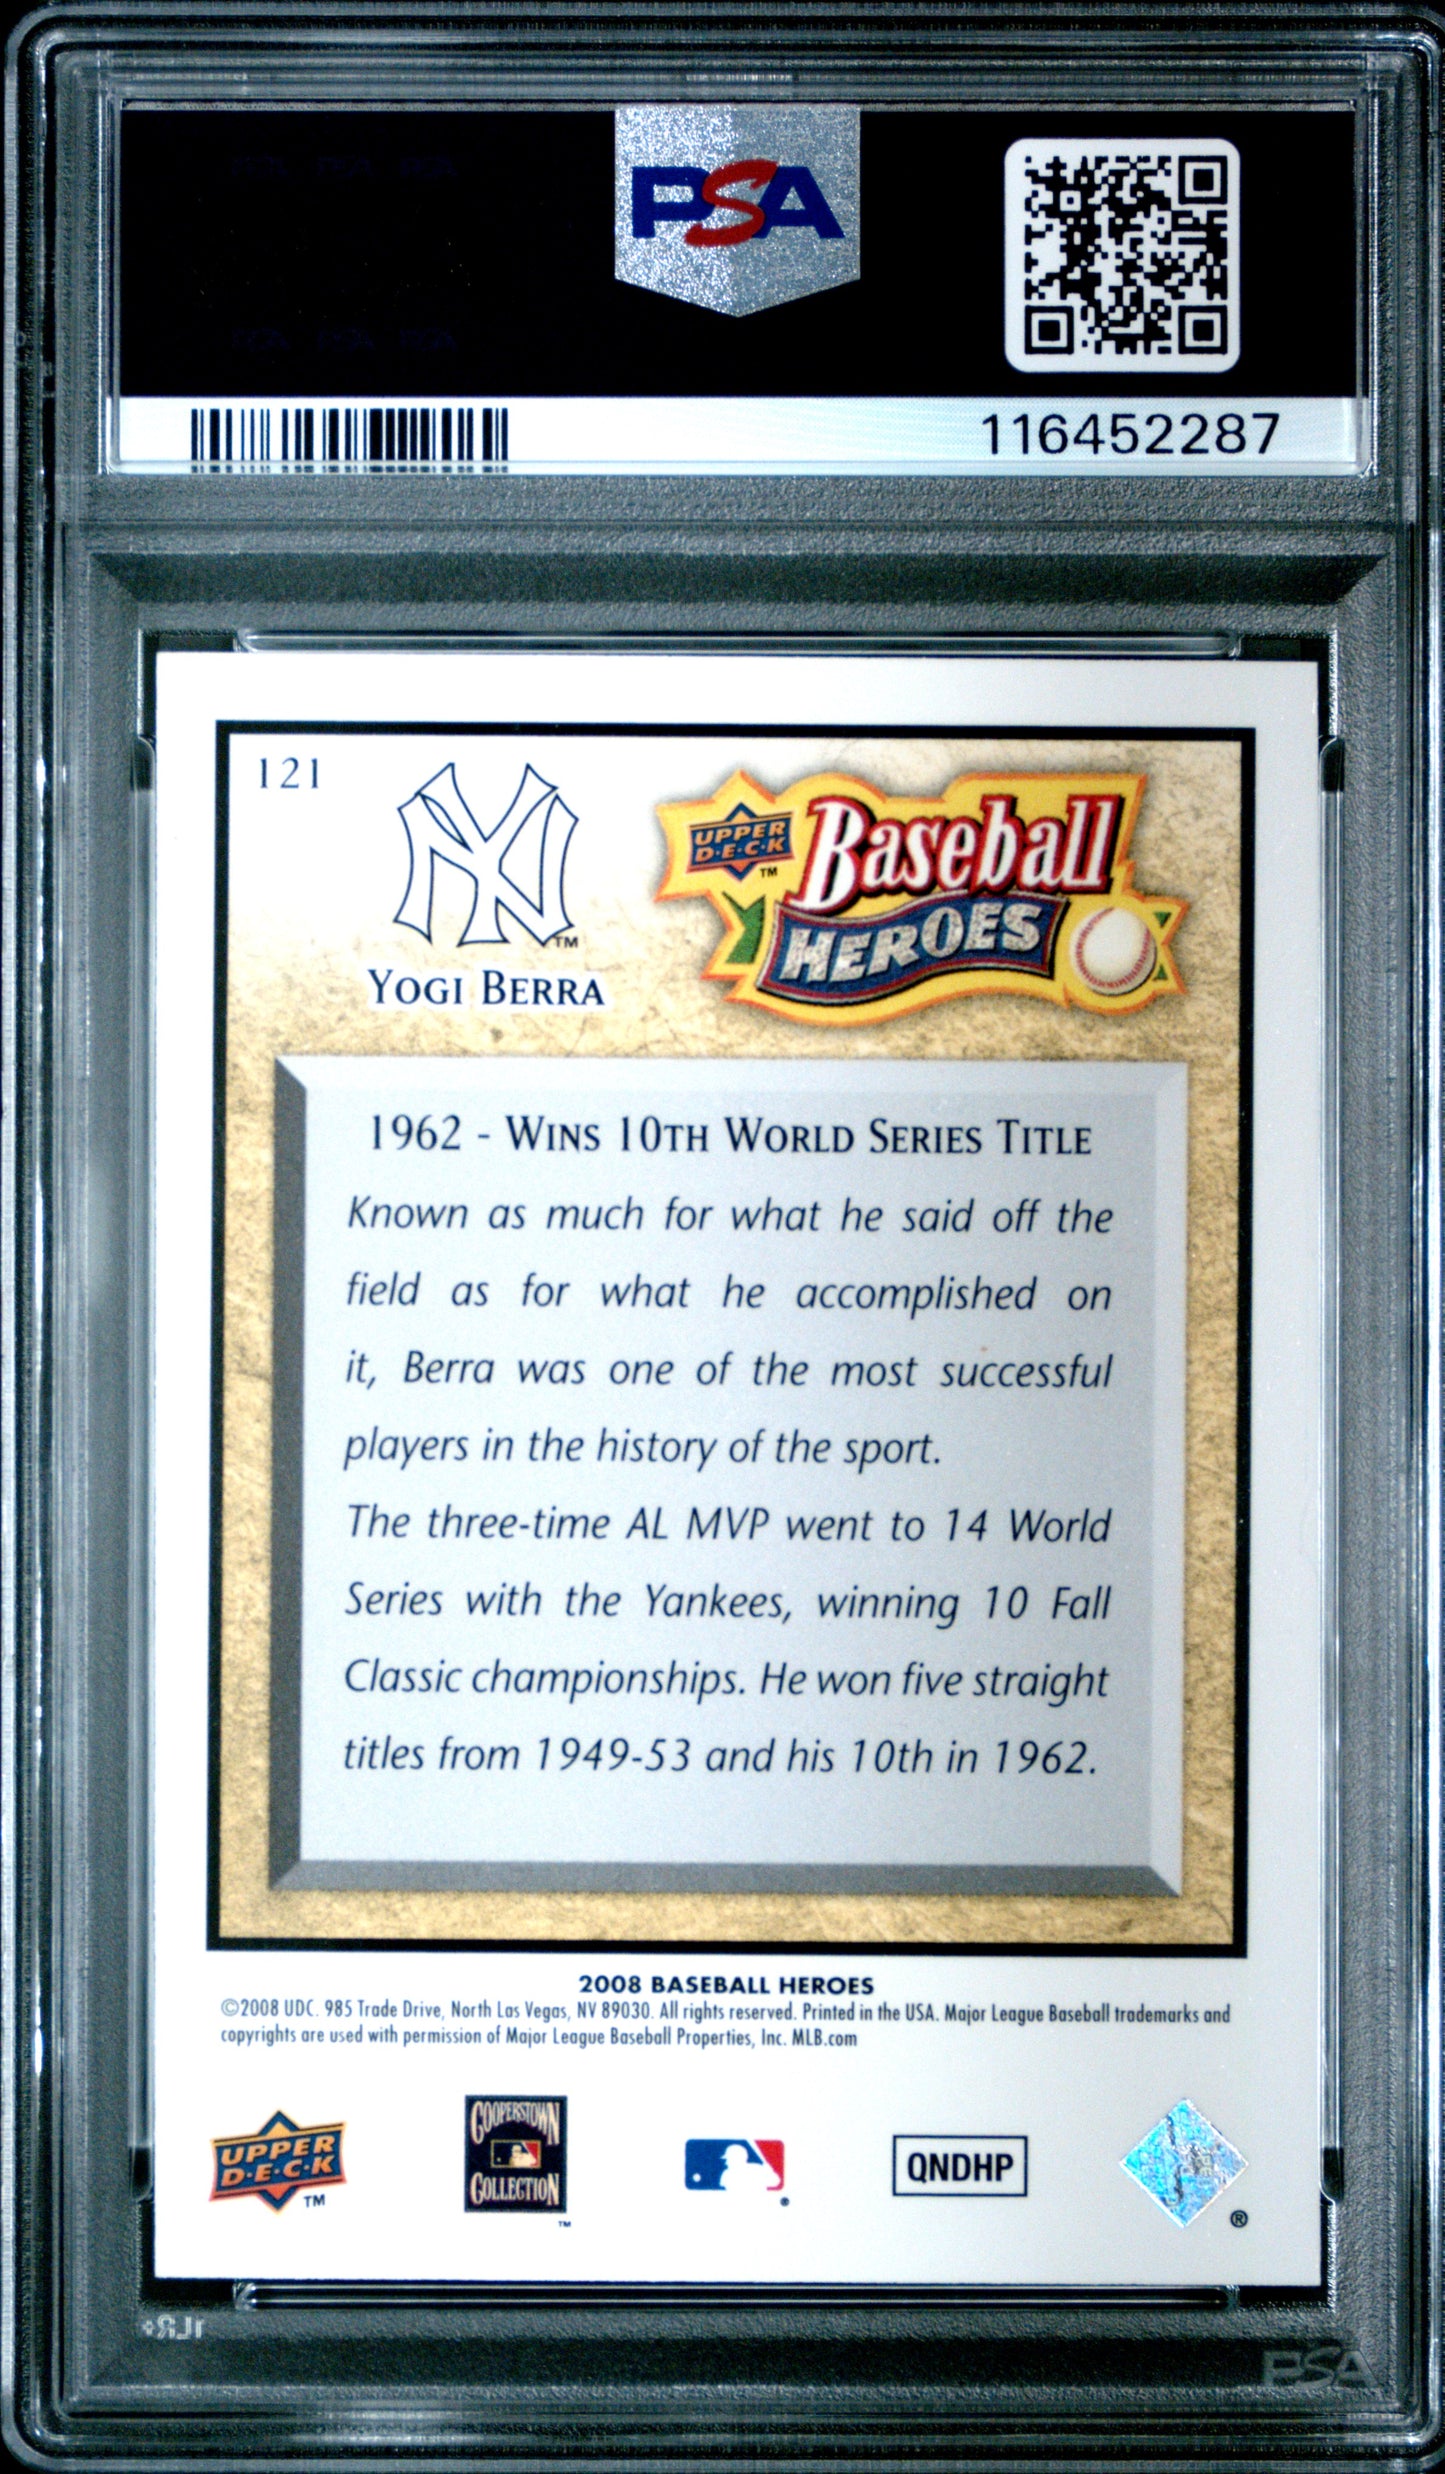 PSA
116452287
121
NY
TM
YOGI BERRA
UPPER
D·E·C·K
TM
Baseball
HEROES
1962 - WINS 10TH WORLD SERIES TITLE
Known as much for what he said off the
field as for what he accomplished on
it, Berra was one of the most successful
players in the history of the sport.
The three-time AL MVP went to 14 World
Series with the Yankees, winning 10 Fall
Classic championships. He won five straight
titles from 1949-53 and his 10th in 1962.
2008 BASEBALL HEROES
©2008 UDC. 985 Trade Drive, North Las Vegas, NV 89030. All rights reserved. Printed in the USA. Major League Baseball trademarks and
copyrights are used with permission of Major League Baseball Properties, Inc. MLB.com
UPPER
D·E·C·K
TM
COOPERSTOWN
COLLECTION
TM
QNDHP
®
PSA